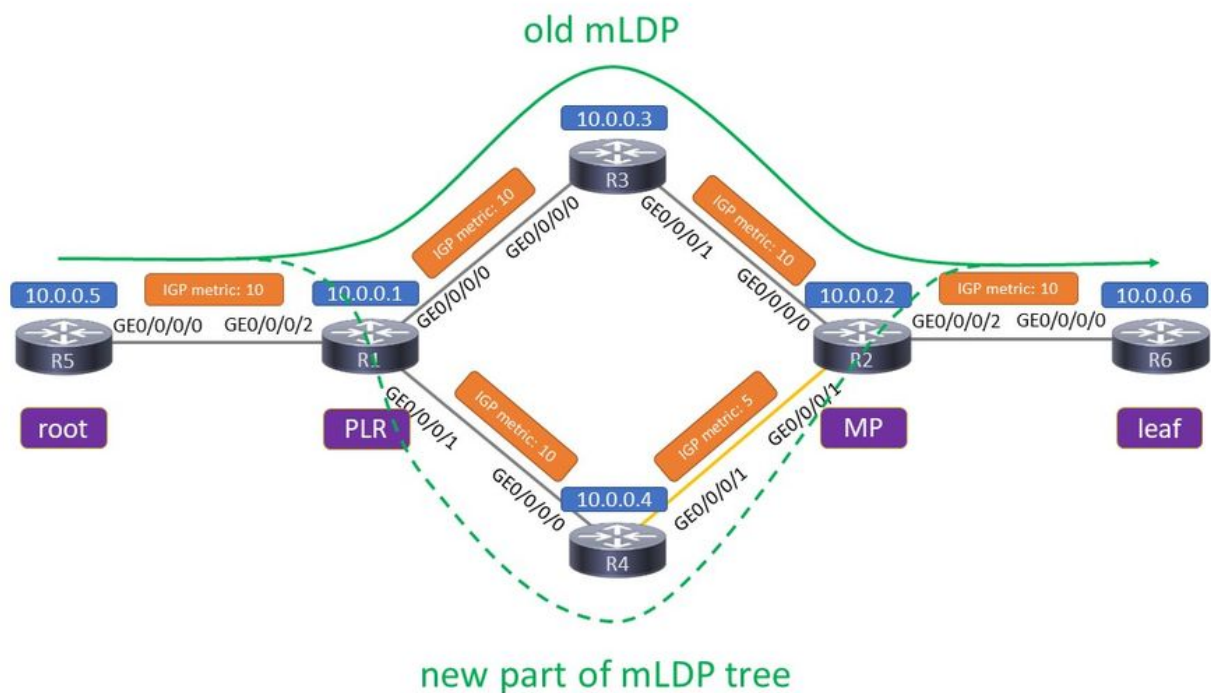 old mLDP
10.0.0.3
R3
IGP metric: 10
GE0/0/0/0
GE0/0/0/0
GE0/0/0/1
IGP metric: 10
GE0/0/0/0
10.0.0.5
IGP metric: 10
10.0.0.1
GE0/0/0/0
GE0/0/0/2
R5
R1
10.0.0.2
IGP metric: 10
10.0.0.6
GE0/0/0/2
GE0/0/0/0
R2
R6
root
PLR
MP
leaf
GE0/0/0/1
IGP metric: 10
GE0/0/0/0
IGP metric: 5
GE0/0/0/1
GE0/0/0/1
10.0.0.4
R4
new part of mLDP tree